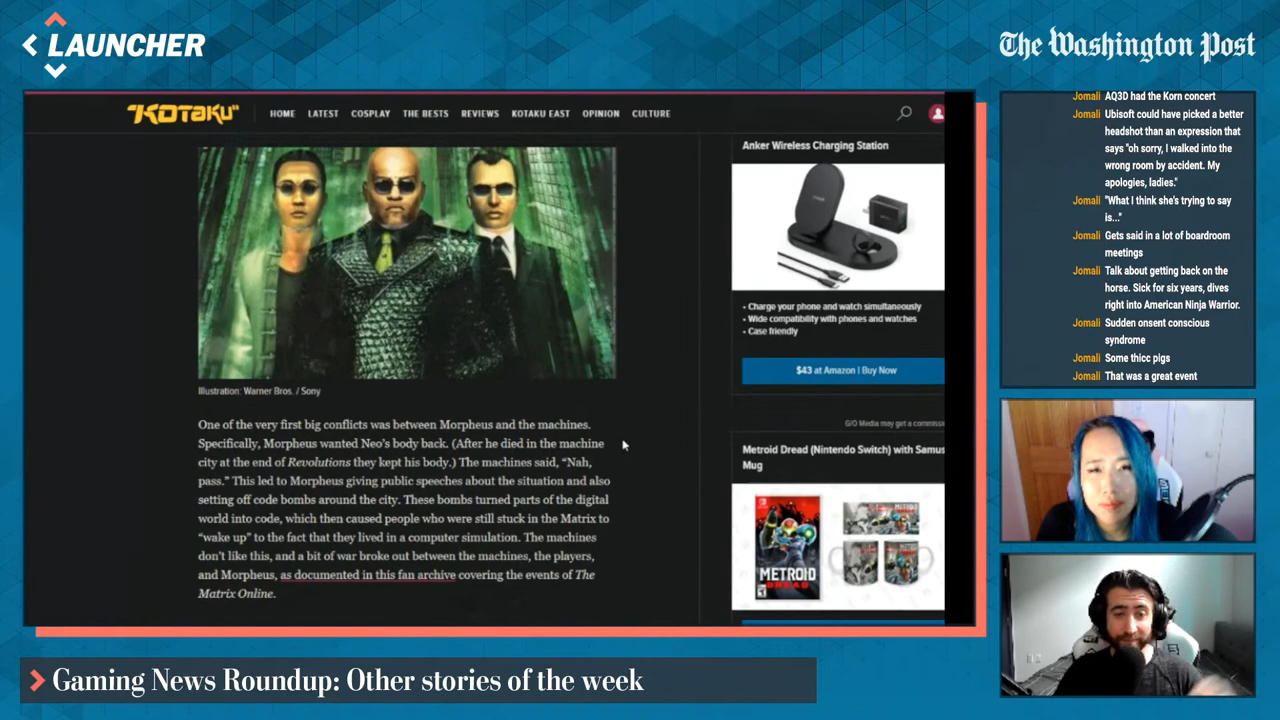 LAUNCHER
The Washington Post
KOTAKU
HOME LATEST COSPLAY THE BESTS REVIEWS KOTAKU EAST OPINION CULTURE
Illustration: Warner Bros. / Sony
One of the very first big conflicts was between Morpheus and the machines.
Specifically, Morpheus wanted Neo's body back. (After he died in the machine
city at the end of Revolutions they kept his body.) The machines said, “Nah,
pass.” This led to Morpheus giving public speeches about the situation and also
setting off code bombs around the city. These bombs turned parts of the digital
world into code, which then caused people who were still stuck in the Matrix to
“wake up” to the fact that they lived in a computer simulation. The machines
don't like this, and a bit of war broke out between the machines, the players,
and Morpheus, as documented in this fan archive covering the events of The
Matrix Online.
Anker Wireless Charging Station
• Charge your phone and watch simultaneously
• Wide compatibility with phones and watches
• Case friendly
$43 at Amazon | Buy Now
G/O Media may get a commissi
Metroid Dread (Nintendo Switch) with Samus
Mug
METROID
DREAD
Jomali AQ3D had the Korn concert
Jomali Ubisoft could have picked a better
headshot than an expression that
says "oh sorry, I walked into the
wrong room by accident. My
apologies, ladies."
Jomali "What I think she's trying to say
is..."
Jomali Gets said in a lot of boardroom
meetings
Jomali Talk about getting back on the
horse. Sick for six years, dives
right into American Ninja Warrior.
Jomali Sudden onsent conscious
syndrome
Jomali Some thicc pigs
Jomali That was a great event
Gaming News Roundup: Other stories of the week